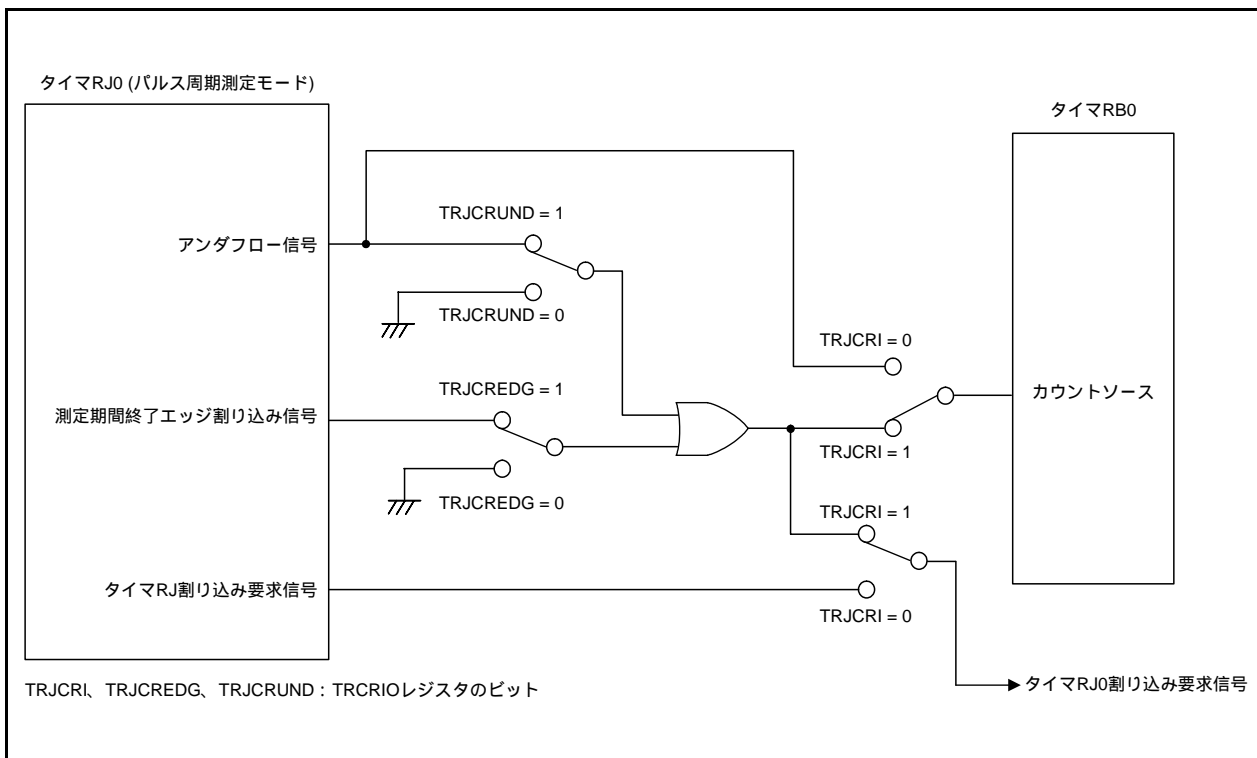 タイマRJ0 (パルス周期測定モード)
タイマRB0
TRJCRUND = 1
アンダフロー信号
TRJCRUND = 0
TRJCRI = 0
TRJCREDG = 1
カウントソース
測定期間終了エッジ割り込み信号
TRJCRI = 1
TRJCREDG = 0
TRJCRI = 1
タイマRJ割り込み要求信号
TRJCRI = 0
TRJCRI、TRJCREDG、TRJCRUND : TRCRIOレジスタのビット
タイマRJ0割り込み要求信号